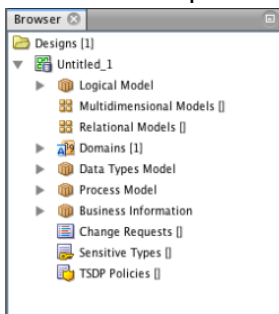 Browser
Designs [1]
Untitled_1
Logical Model
Multidimensional Models []
Relational Models []
Domains [1]
Data Types Model
Process Model
Business Information
Change Requests []
Sensitive Types []
TSDP Policies []